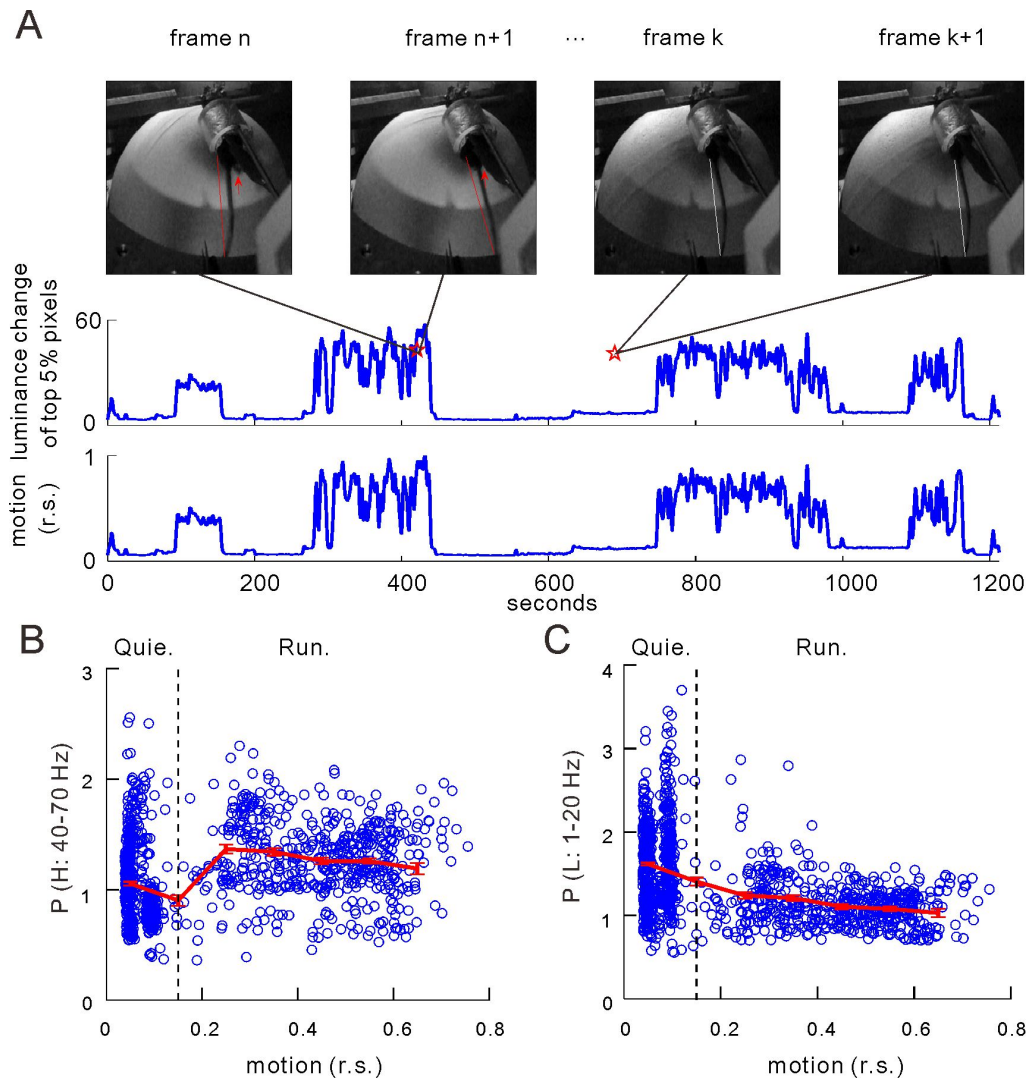 A
frame n
frame n+1
...
frame k
frame k+1
luminance change
of top 5% pixels
60
0
motion
(r.s.)
1
0
0
200
400
600
800
1000
1200
seconds
B
Quie.
Run.
P (H: 40-70 Hz)
3
2
1
0
0
0.2
0.4
0.6
0.8
motion (r.s.)
C
Quie.
Run.
P (L: 1-20 Hz)
4
3
2
1
0
0
0.2
0.4
0.6
0.8
motion (r.s.)